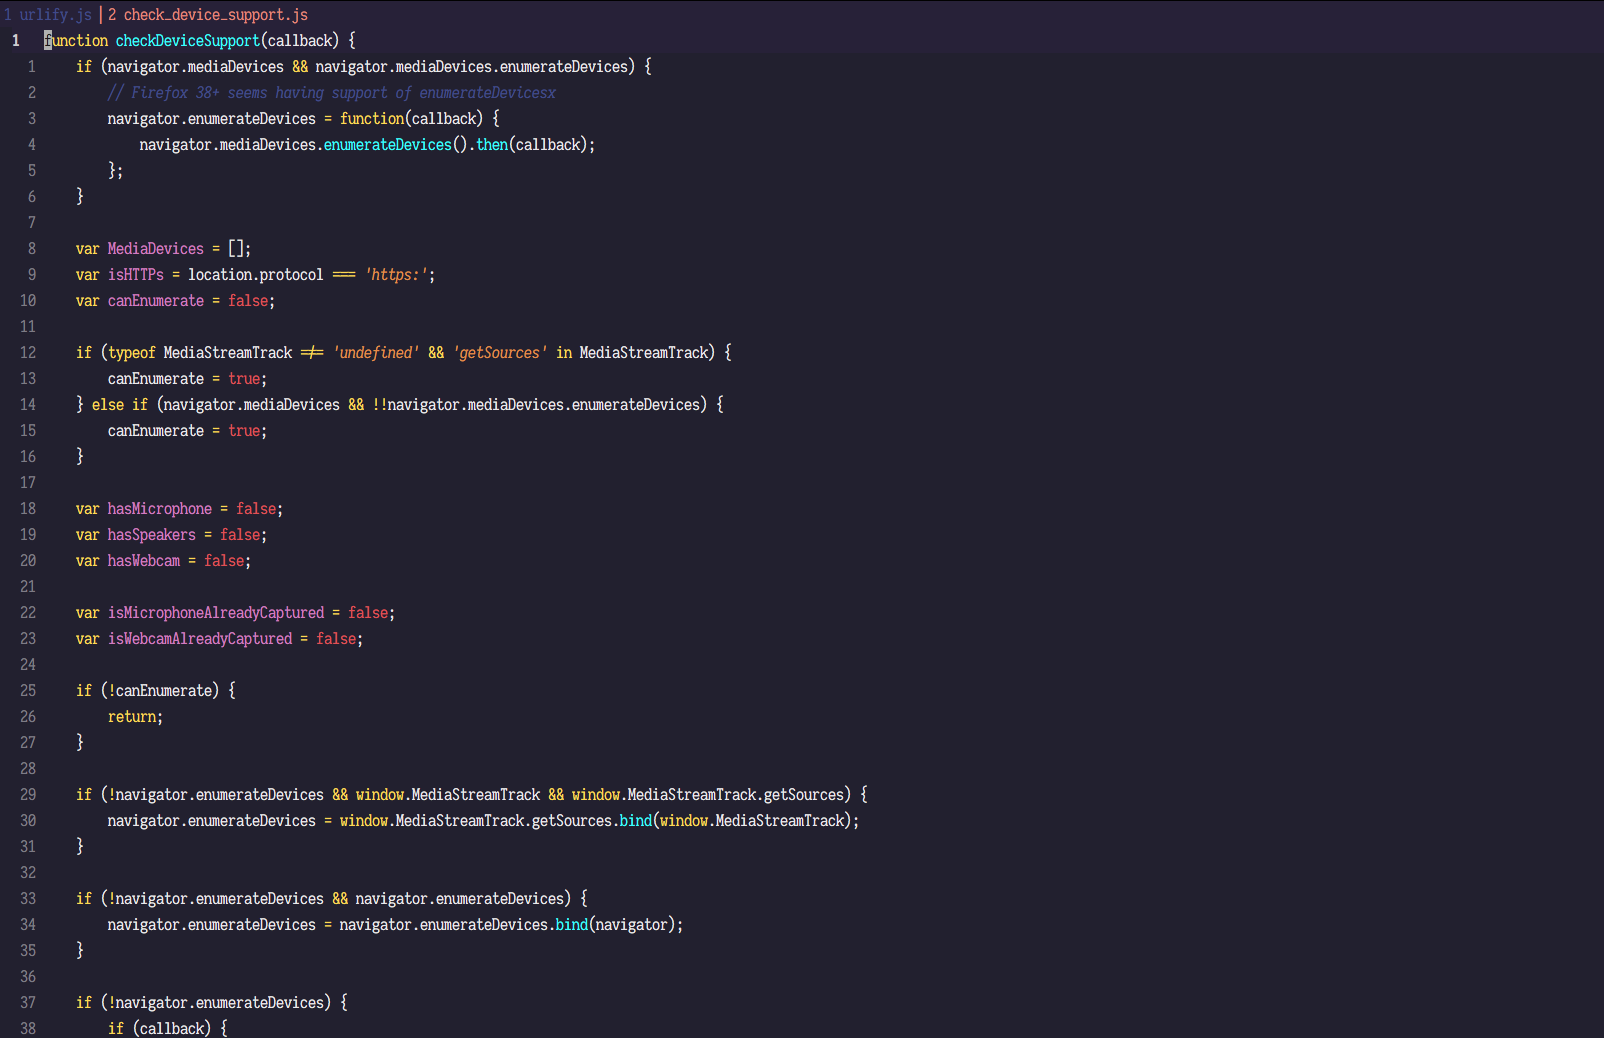 1 urlify.js | 2 check_device_support.js
1 function checkDeviceSupport(callback) {
1 if (navigator.mediaDevices && navigator.mediaDevices.enumerateDevices) {
2 // Firefox 38+ seems having support of enumerateDevicesx
3 navigator.enumerateDevices = function(callback) {
4 navigator.mediaDevices.enumerateDevices().then(callback);
5 };
6 }
7
8 var MediaDevices = [];
9 var isHTTPs = location.protocol === 'https:';
10 var canEnumerate = false;
11
12 if (typeof MediaStreamTrack !== 'undefined' && 'getSources' in MediaStreamTrack) {
13 canEnumerate = true;
14 } else if (navigator.mediaDevices && !!navigator.mediaDevices.enumerateDevices) {
15 canEnumerate = true;
16 }
17
18 var hasMicrophone = false;
19 var hasSpeakers = false;
20 var hasWebcam = false;
21
22 var isMicrophoneAlreadyCaptured = false;
23 var isWebcamAlreadyCaptured = false;
24
25 if (!canEnumerate) {
26 return;
27 }
28
29 if (!navigator.enumerateDevices && window.MediaStreamTrack && window.MediaStreamTrack.getSources) {
30 navigator.enumerateDevices = window.MediaStreamTrack.getSources.bind(window.MediaStreamTrack);
31 }
32
33 if (!navigator.enumerateDevices && navigator.enumerateDevices) {
34 navigator.enumerateDevices = navigator.enumerateDevices.bind(navigator);
35 }
36
37 if (!navigator.enumerateDevices) {
38 if (callback) {